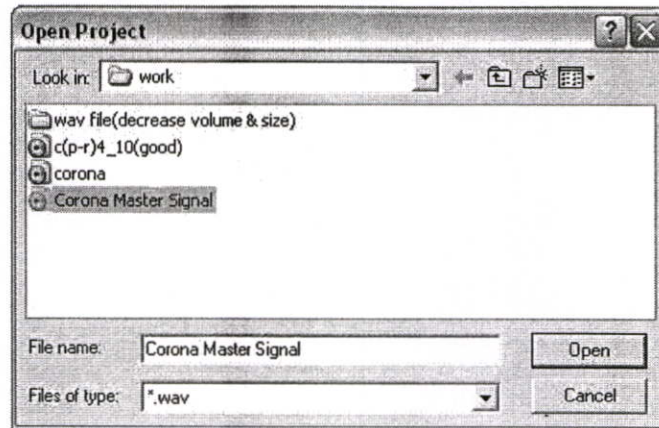 Open Project
Look in: work
wav file(decrease volume & size)
c(p-r)4_10(good)
corona
Corona Master Signal
File name: Corona Master Signal Open
Files of type: *.wav Cancel